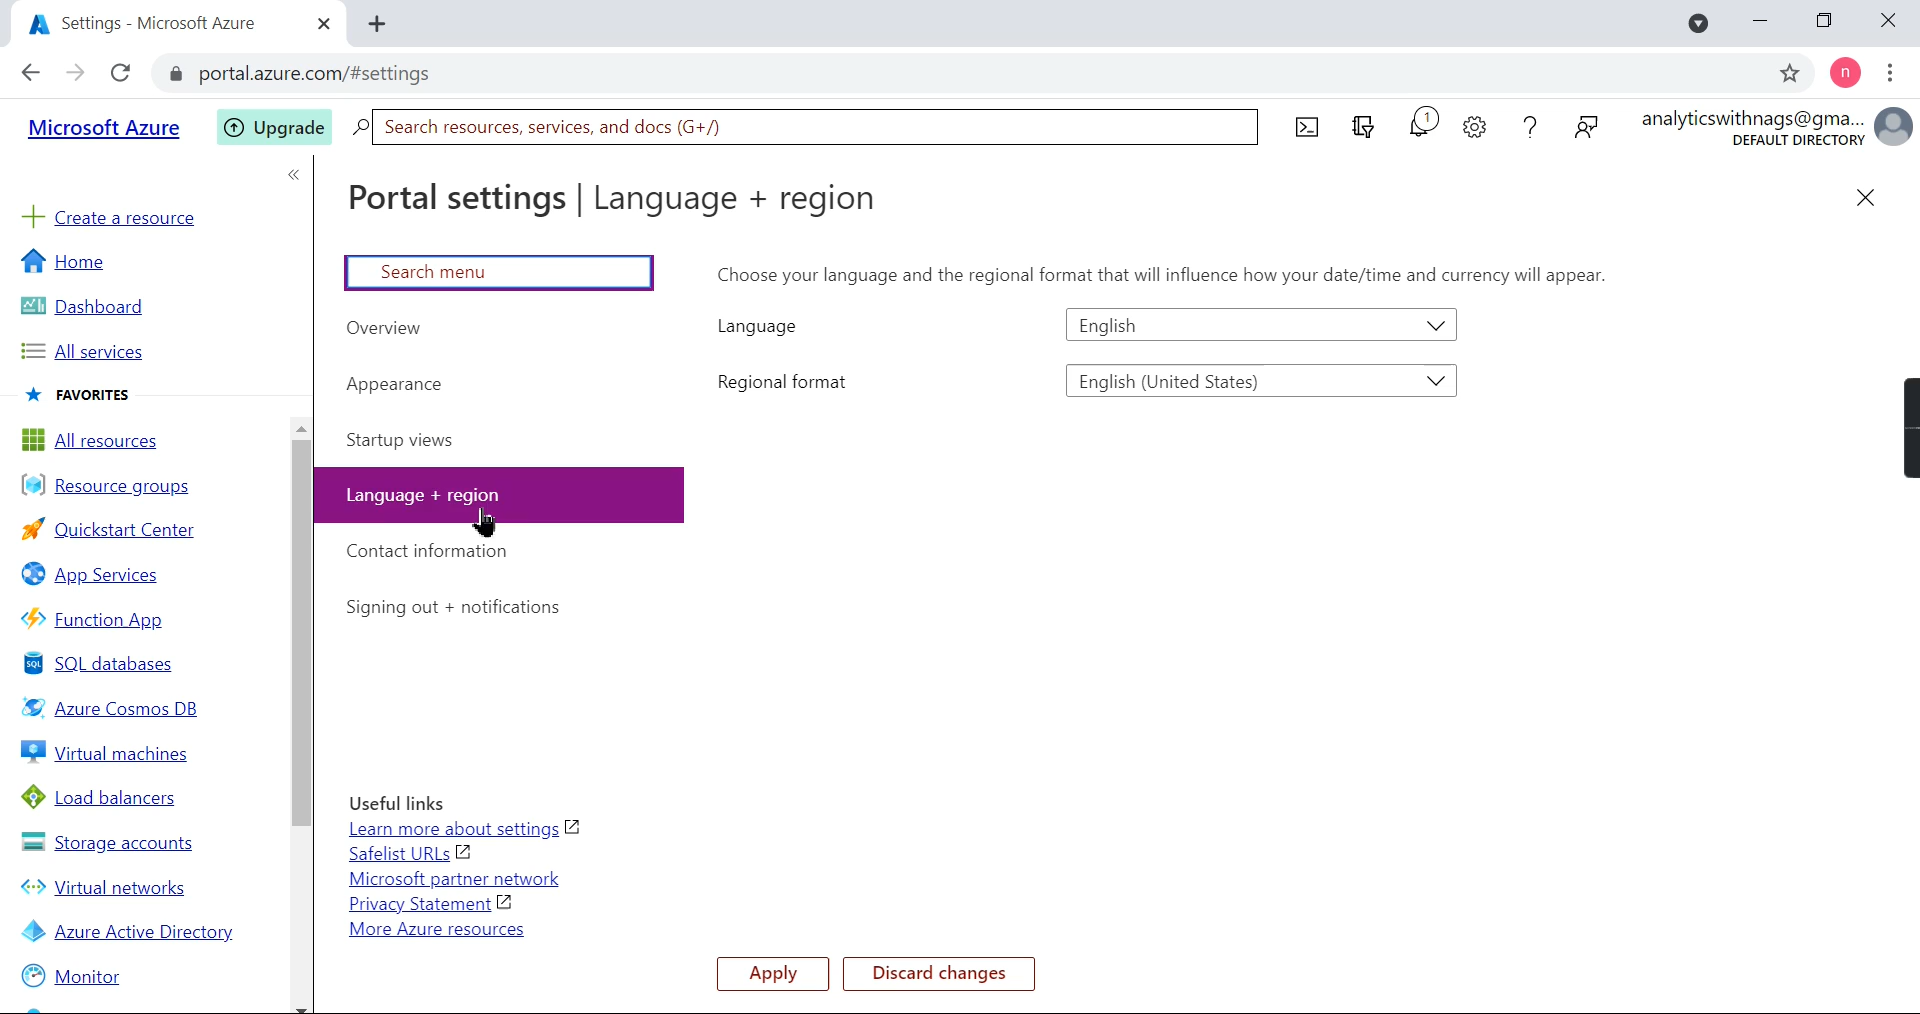 Settings - Microsoft Azure
portal.azure.com/#settings
n
Microsoft Azure
Upgrade
Search resources, services, and docs (G+/)
1
analyticswithnags@gma...
DEFAULT DIRECTORY
Create a resource
Home
Dashboard
All services
FAVORITES
All resources
Resource groups
Quickstart Center
App Services
Function App
SQL
SQL databases
Azure Cosmos DB
Virtual machines
Load balancers
Storage accounts
Virtual networks
Azure Active Directory
Monitor
Portal settings | Language + region
Search menu
Overview
Appearance
Startup views
Language + region
Contact information
Signing out + notifications
Useful links
Learn more about settings
Safelist URLs
Microsoft partner network
Privacy Statement
More Azure resources
Choose your language and the regional format that will influence how your date/time and currency will appear.
Language
English
Regional format
English (United States)
Apply
Discard changes